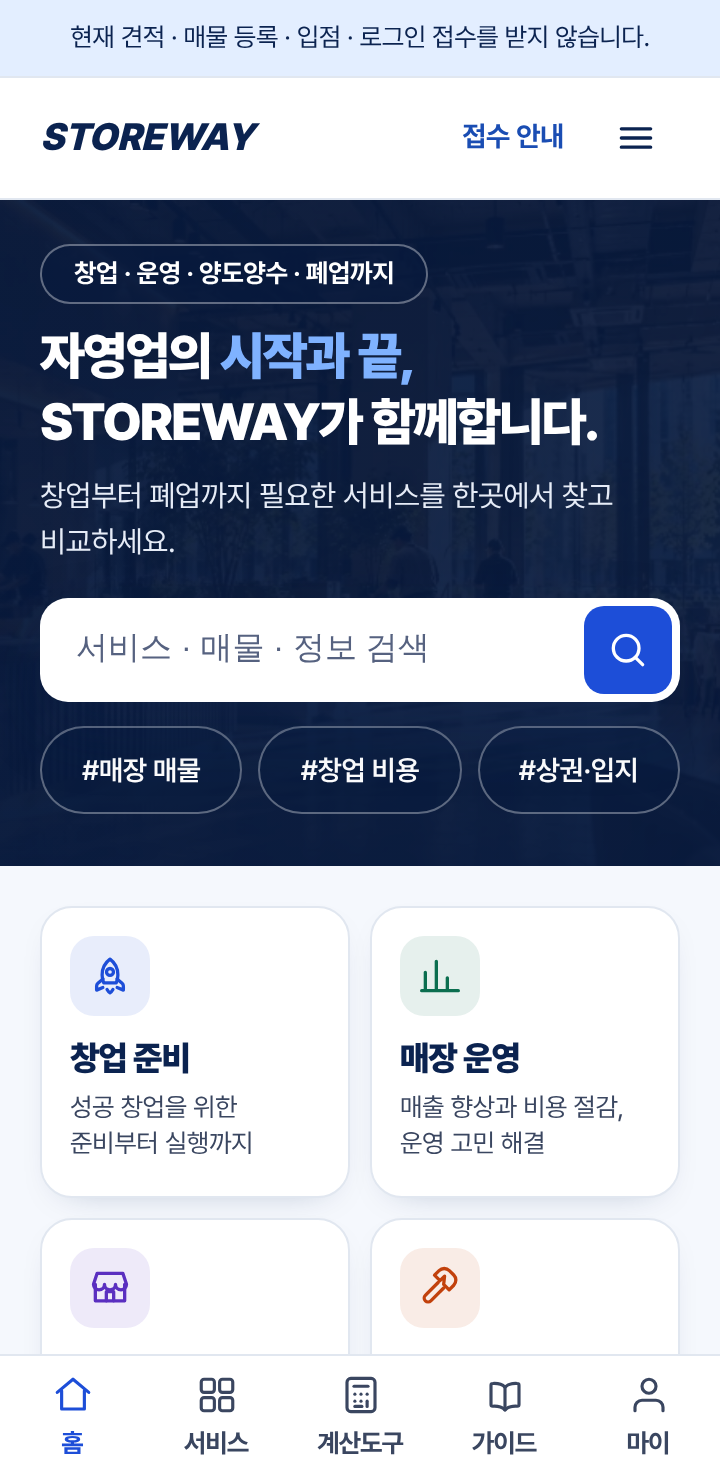 현재 견적 · 매물 등록 · 입점 · 로그인 접수를 받지 않습니다.
STOREWAY
접수 안내
창업 · 운영 · 양도양수 · 폐업까지
자영업의 시작과 끝,
STOREWAY가 함께합니다.
창업부터 폐업까지 필요한 서비스를 한곳에서 찾고
비교하세요.
서비스 · 매물 · 정보 검색
#매장 매물
#창업 비용
#상권·입지
창업 준비
성공 창업을 위한
준비부터 실행까지
매장 운영
매출 향상과 비용 절감,
운영 고민 해결
홈
서비스
계산도구
가이드
마이